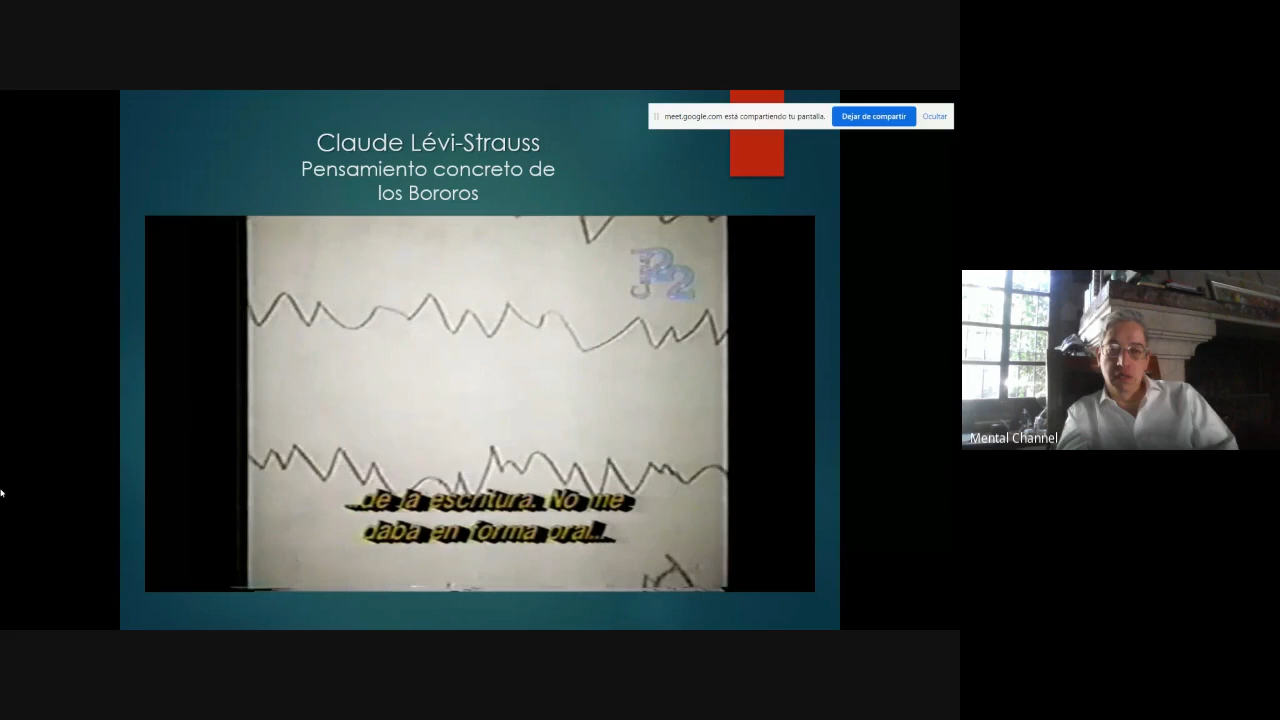 Claude Lévi-Strauss
Pensamiento concreto de
los Bororos
meet.google.com está compartiendo tu pantalla.
Dejar de compartir
Ocultar
...de la escritura. No me
daba en forma oral...
Mental Channel